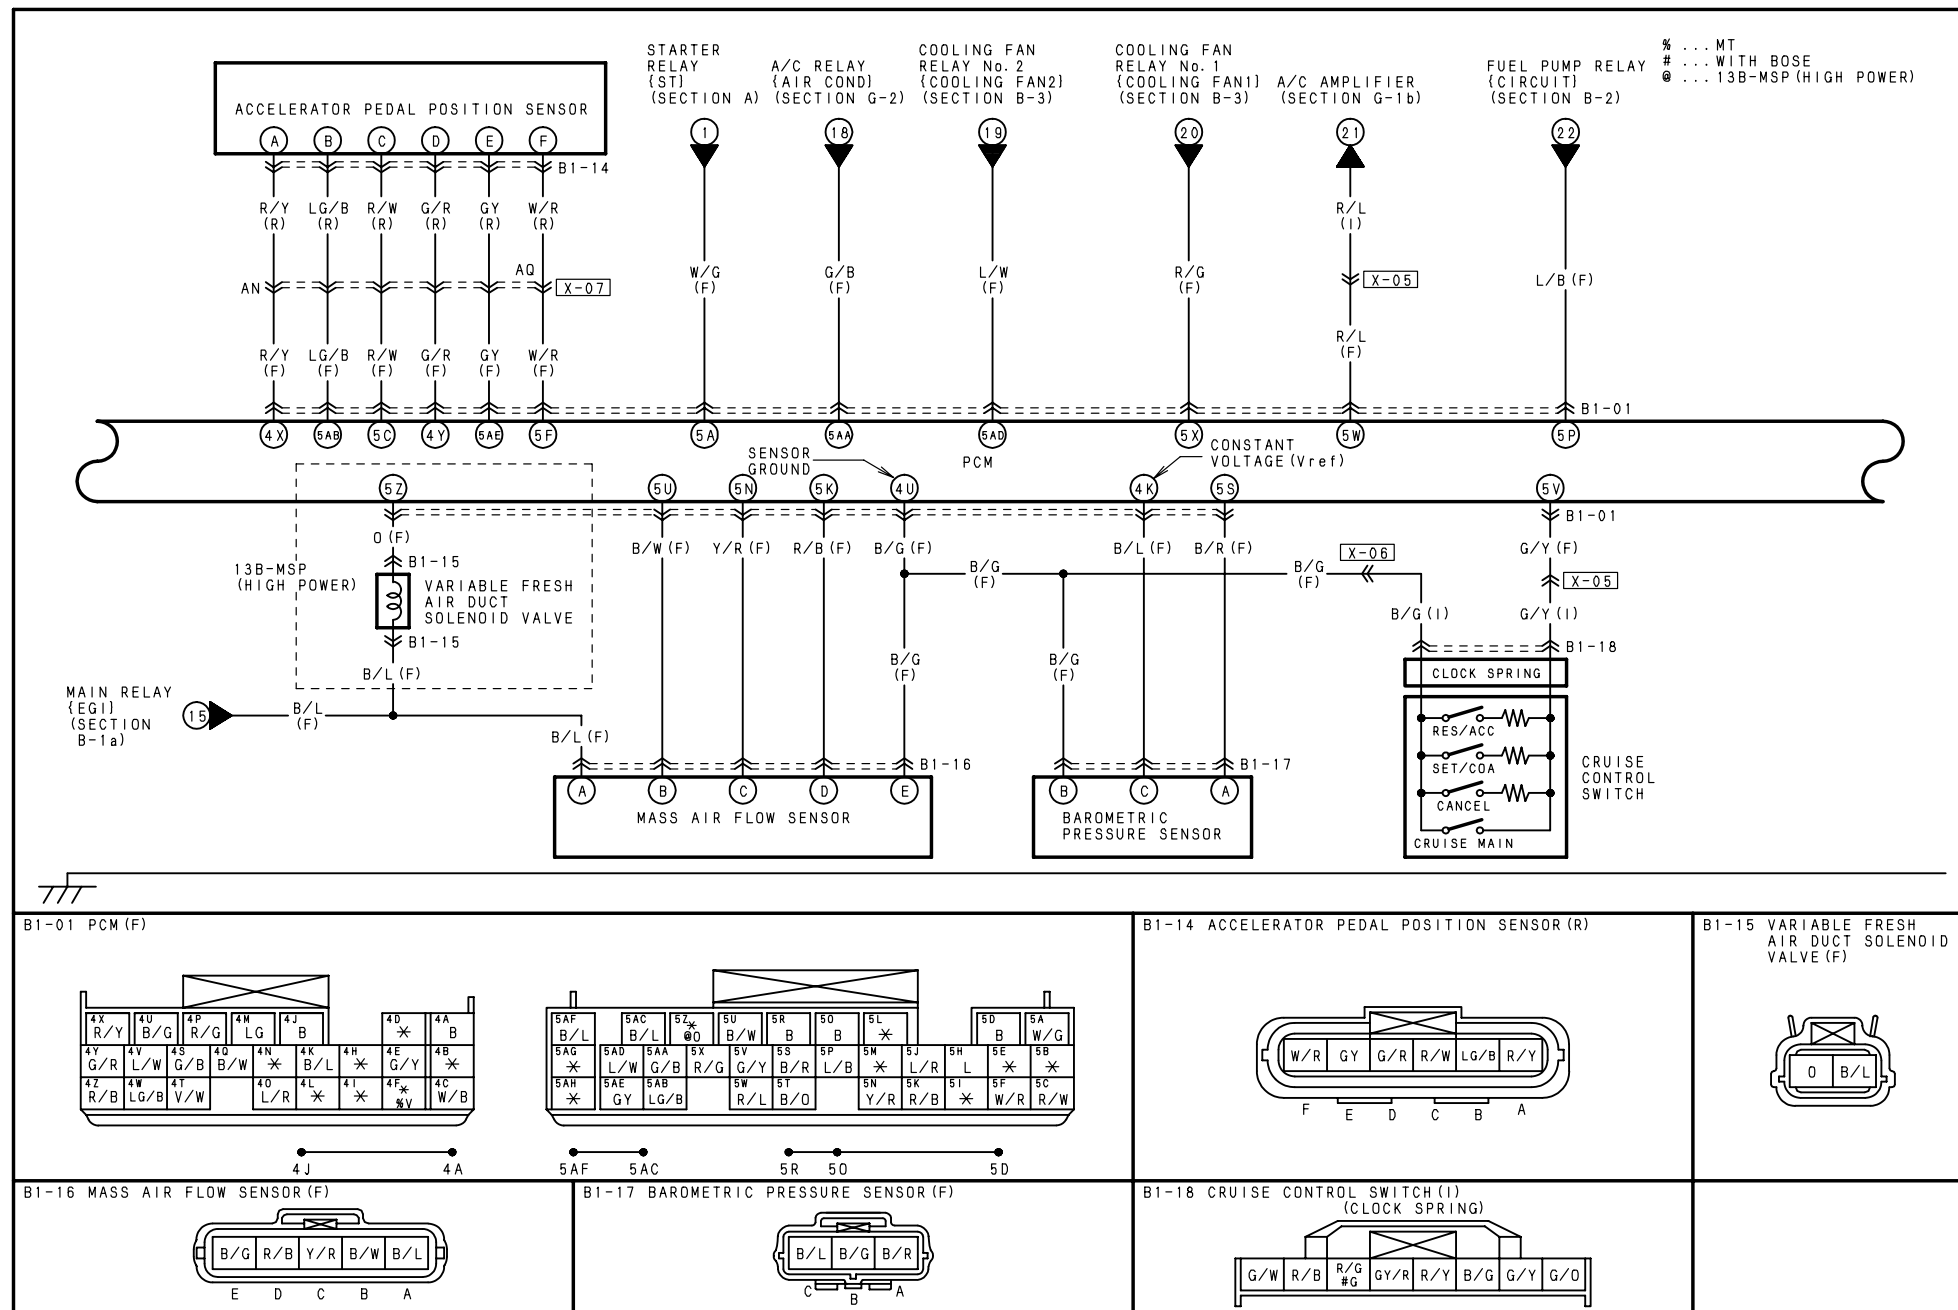 % ... MT
# ... WITH BOSE
@ ... 13B-MSP(HIGH POWER)
ACCELERATOR PEDAL POSITION SENSOR
A B C D E F
B1-14
STARTER
RELAY
{ST}
(SECTION A)
A/C RELAY
{AIR COND}
(SECTION G-2)
COOLING FAN
RELAY No.2
{COOLING FAN2}
(SECTION B-3)
COOLING FAN
RELAY No.1
{COOLING FAN1}
(SECTION B-3)
A/C AMPLIFIER
(SECTION G-1b)
FUEL PUMP RELAY
{CIRCUIT}
(SECTION B-2)
1 18 19 20 21 22
R/Y LG/B R/W G/R GY W/R
(R) (R) (R) (R) (R) (R)
R/L
(I)
AN AQ X-07
W/G
(F)
G/B
(F)
L/W
(F)
R/G
(F)
X-05
L/B(F)
R/Y LG/B R/W G/R GY W/R
(F) (F) (F) (F) (F) (F)
R/L
(F)
B1-01
4X 5AB 5C 4Y 5AE 5F 5A 5AA 5AD 5X 5W 5P
SENSOR
GROUND
PCM
CONSTANT
VOLTAGE(Vref)
5Z 5U 5N 5K 4U 4K 5S 5V
B1-01
O(F) B/W(F) Y/R(F) R/B(F) B/G(F) B/L(F) B/R(F) G/Y(F)
B1-15
13B-MSP
(HIGH POWER)
VARIABLE FRESH
AIR DUCT
SOLENOID VALVE
B1-15
B/L(F)
B/G
(F)
B/G
(F)
X-06
X-05
B/G(I) G/Y(I)
B1-18
CLOCK SPRING
B/G
(F)
B/G
(F)
MAIN RELAY
{EGI}
(SECTION
B-1a)
15
B/L
(F)
B/L(F)
B1-16
B1-17
A B C D E
MASS AIR FLOW SENSOR
B C A
BAROMETRIC
PRESSURE SENSOR
RES/ACC
SET/COA
CANCEL
CRUISE MAIN
CRUISE
CONTROL
SWITCH
B1-01 PCM(F)
4X 4U 4P 4M 4J 4D 4A
R/Y B/G R/G LG B * B
4Y 4V 4S 4Q 4N 4K 4H 4E 4B
G/R L/W G/B B/W * B/L * G/Y *
4Z 4W 4T 4O 4L 4I 4F 4C
R/B LG/B V/W L/R * * * %V W/B
4J 4A
5AF 5AC 5Z 5U 5R 5O 5L 5D 5A
B/L B/L * @O B/W B B * B W/G
5AG 5AD 5AA 5X 5V 5S 5P 5M 5J 5H 5E 5B
* L/W G/B R/G G/Y B/R L/B * L/R L * *
5AH 5AE 5AB 5W 5T 5N 5K 5I 5F 5C
* GY LG/B R/L B/O Y/R R/B * W/R R/W
5AF 5AC 5R 5O 5D
B1-14 ACCELERATOR PEDAL POSITION SENSOR(R)
W/R GY G/R R/W LG/B R/Y
F E D C B A
B1-15 VARIABLE FRESH
AIR DUCT SOLENOID
VALVE(F)
O B/L
B1-16 MASS AIR FLOW SENSOR(F)
B/G R/B Y/R B/W B/L
E D C B A
B1-17 BAROMETRIC PRESSURE SENSOR(F)
B/L B/G B/R
C B A
B1-18 CRUISE CONTROL SWITCH(I)
(CLOCK SPRING)
G/W R/B R/G #G GY/R R/Y B/G G/Y G/O